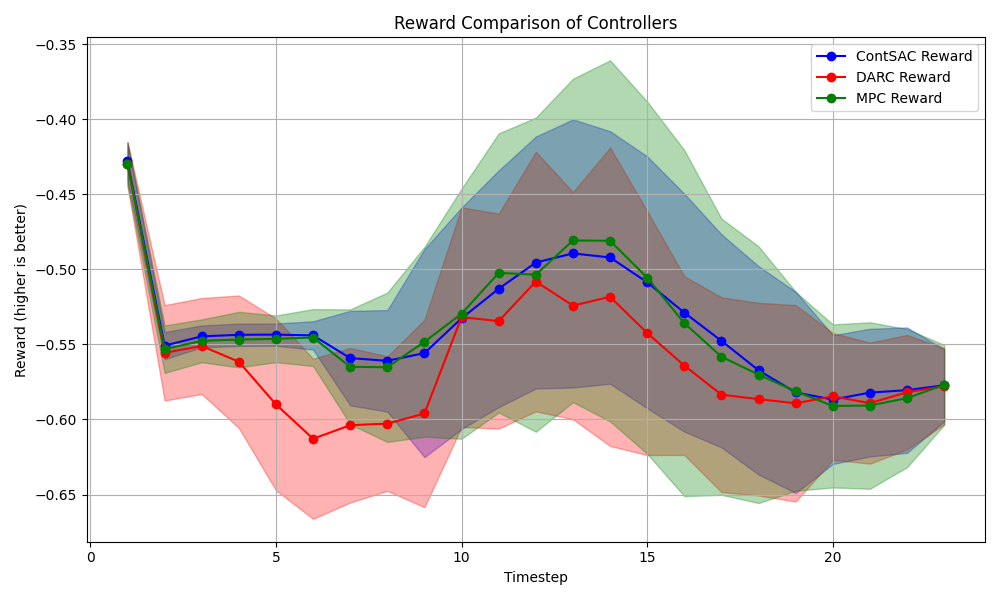 Reward Comparison of Controllers
ContSAC Reward
DARC Reward
MPC Reward
Reward (higher is better)
−0.35
−0.40
−0.45
−0.50
−0.55
−0.60
−0.65
0
5
10
15
20
Timestep